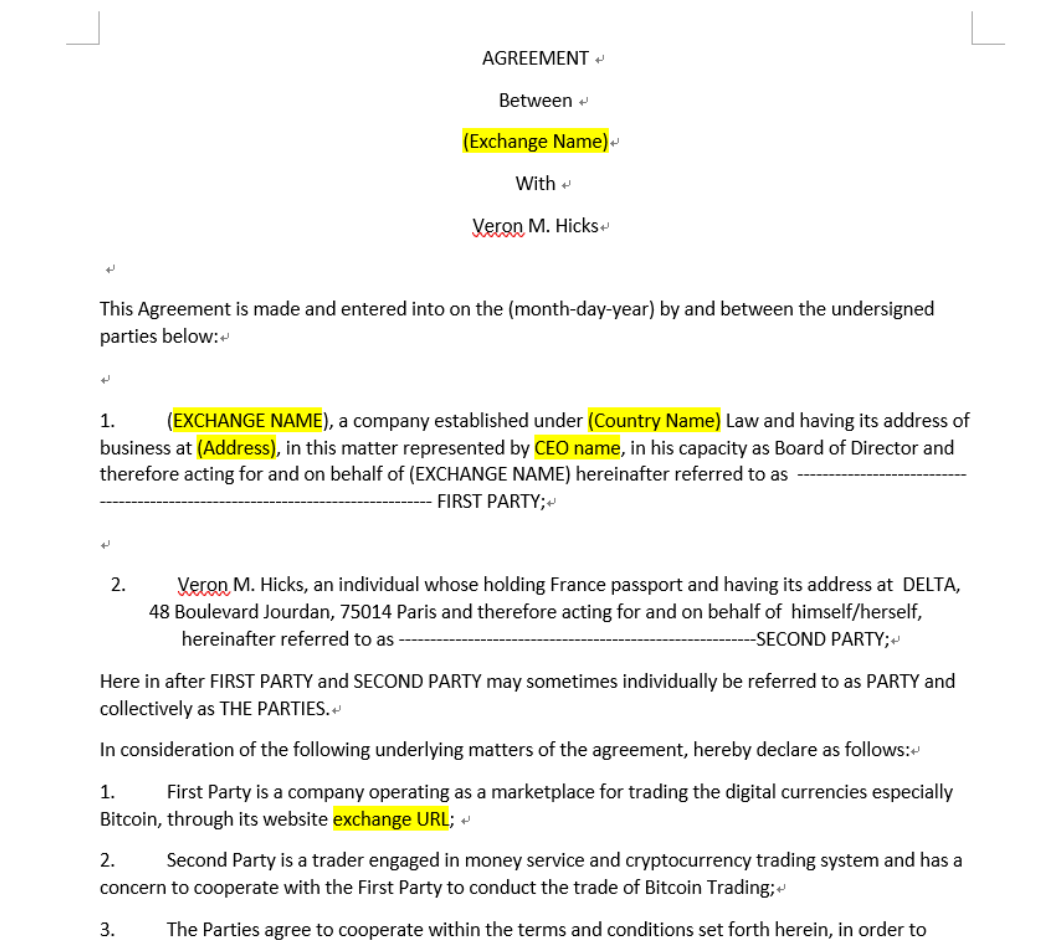 AGREEMENT
Between
(Exchange Name)
With
Veron M. Hicks
This Agreement is made and entered into on the (month-day-year) by and between the undersigned
parties below:
1. (EXCHANGE NAME), a company established under (Country Name) Law and having its address of
business at (Address), in this matter represented by CEO name, in his capacity as Board of Director and
therefore acting for and on behalf of (EXCHANGE NAME) hereinafter referred to as ---------------------------
----------------------------------------------------- FIRST PARTY;
2. Veron M. Hicks, an individual whose holding France passport and having its address at DELTA,
48 Boulevard Jourdan, 75014 Paris and therefore acting for and on behalf of himself/herself,
hereinafter referred to as ---------------------------------------------------------SECOND PARTY;
Here in after FIRST PARTY and SECOND PARTY may sometimes individually be referred to as PARTY and
collectively as THE PARTIES.
In consideration of the following underlying matters of the agreement, hereby declare as follows:
1. First Party is a company operating as a marketplace for trading the digital currencies especially
Bitcoin, through its website exchange URL;
2. Second Party is a trader engaged in money service and cryptocurrency trading system and has a
concern to cooperate with the First Party to conduct the trade of Bitcoin Trading;
3. The Parties agree to cooperate within the terms and conditions set forth herein, in order to